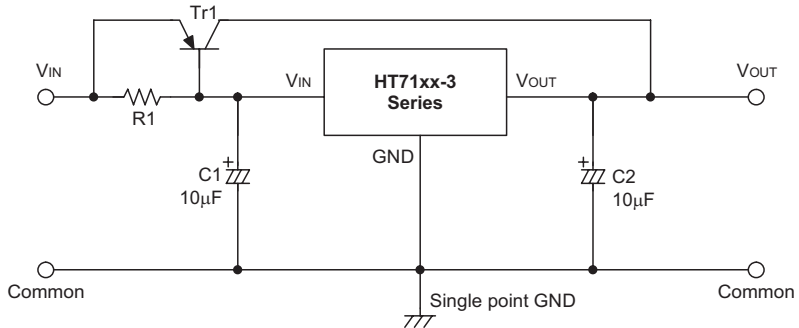 Tr1
VIN
VIN
HT71xx-3
Series
VOUT
VOUT
R1
GND
C1
10μF
C2
10μF
Common
Single point GND
Common